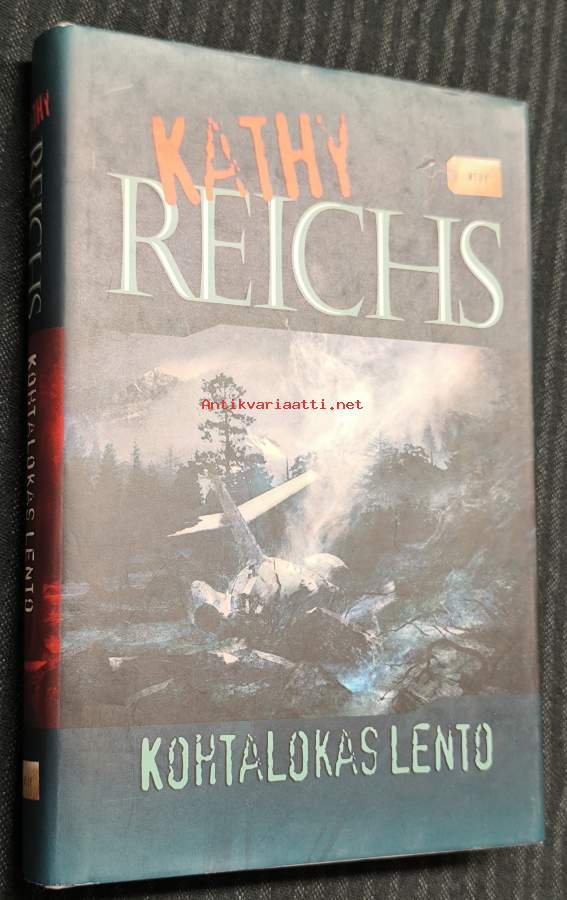 KATHY
REICHS
Antikvariaatti.net
KOHTALOKAS LENTO
KATHY REICHS KOHTALOKAS LENTO